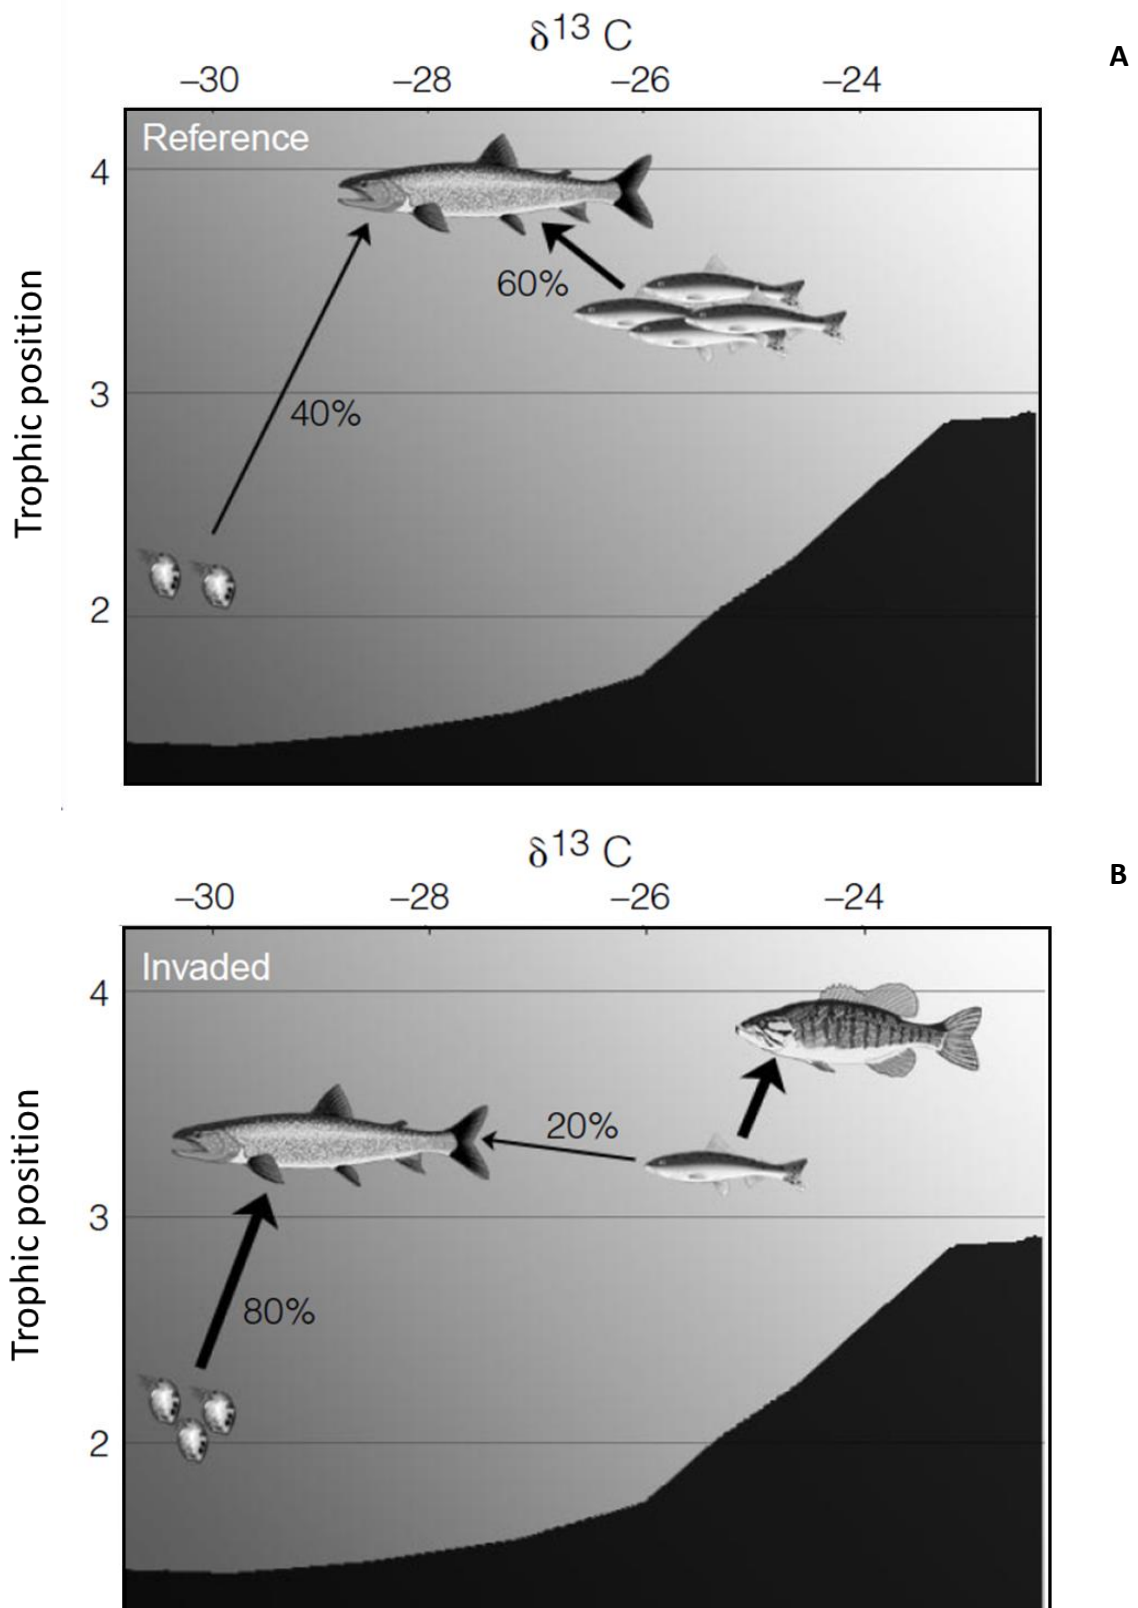 δ13 C
A
–30 –28 –26 –24
Reference
4
60%
3
40%
2
Trophic position
δ13 C
B
–30 –28 –26 –24
Invaded
4
20%
3
80%
2
Trophic position